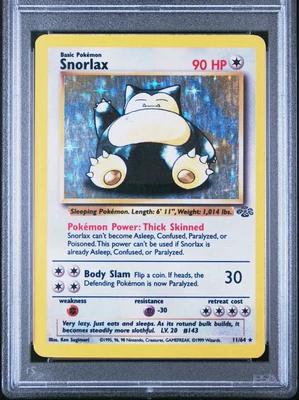 Basic Pokémon
Snorlax 90 HP
Sleeping Pokémon. Length: 6' 11", Weight: 1,014 lbs.
Pokémon Power: Thick Skinned
Snorlax can't become Asleep, Confused, Paralyzed, or
Poisoned. This power can't be used if Snorlax is
already Asleep, Confused, or Paralyzed.
Body Slam Flip a coin. If heads, the
Defending Pokémon is now Paralyzed.
30
weakness resistance retreat cost
-30
Very lazy. Just eats and sleeps. As its rotund bulk builds, it
becomes steadily more slothful. LV. 20 #143
Illus. Ken Sugimori ©1995, 96, 98 Nintendo, Creatures, GAMEFREAK. ©1999 Wizards. 11/64 ★